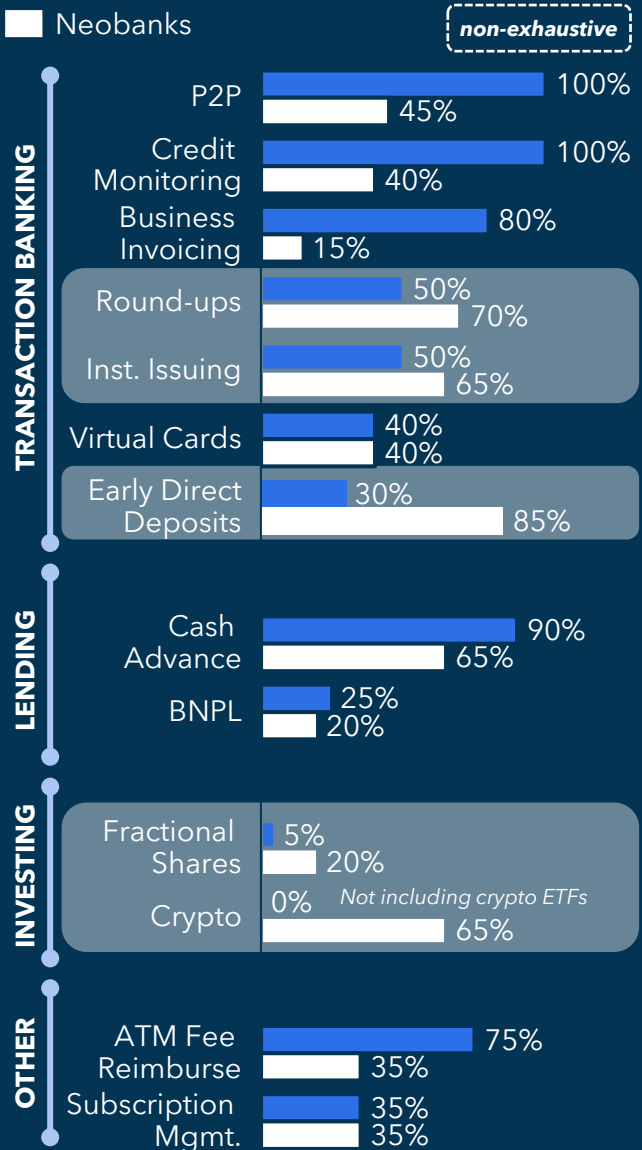 Neobanks
non-exhaustive
TRANSACTION BANKING
P2P
100%
45%
Credit
Monitoring
100%
40%
Business
Invoicing
80%
15%
Round-ups
50%
70%
Inst. Issuing
50%
65%
Virtual Cards
40%
40%
Early Direct
Deposits
30%
85%
LENDING
Cash
Advance
90%
65%
BNPL
25%
20%
INVESTING
Fractional
Shares
5%
20%
Crypto
0% Not including crypto ETFs
65%
OTHER
ATM Fee
Reimburse
75%
35%
Subscription
Mgmt.
35%
35%